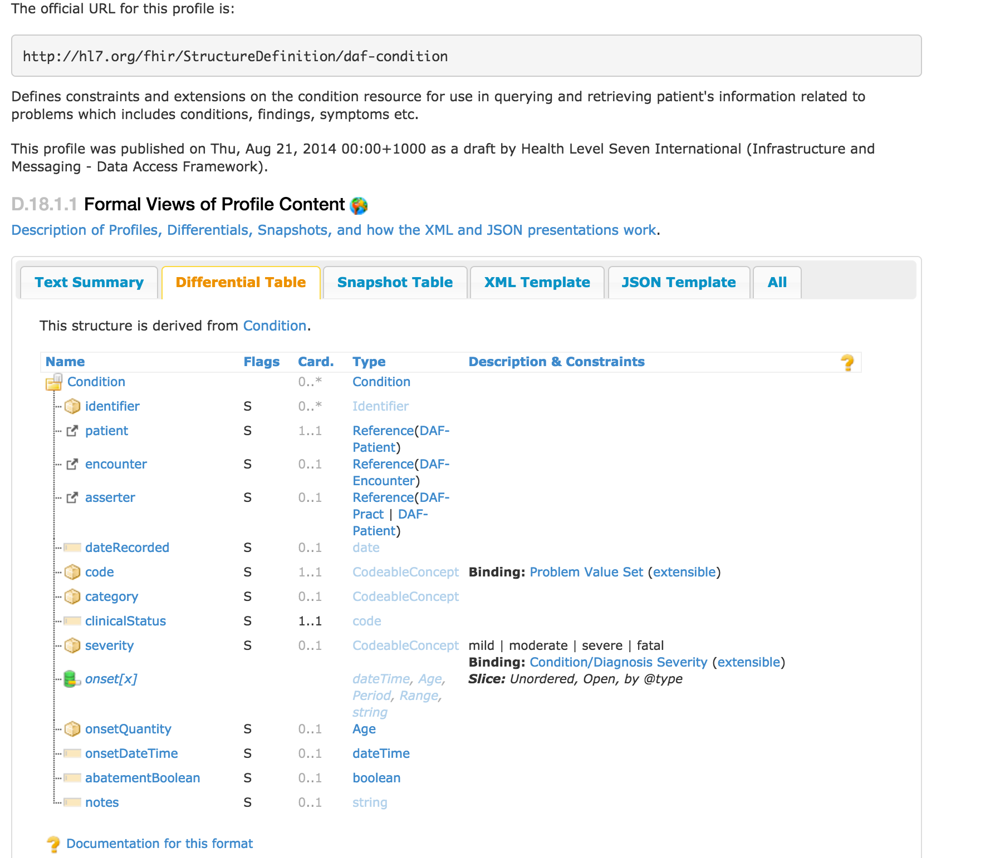 The official URL for this profile is:
http://hl7.org/fhir/StructureDefinition/daf-condition
Defines constraints and extensions on the condition resource for use in querying and retrieving patient's information related to
problems which includes conditions, findings, symptoms etc.
This profile was published on Thu, Aug 21, 2014 00:00+1000 as a draft by Health Level Seven International (Infrastructure and
Messaging - Data Access Framework).
D.18.1.1 Formal Views of Profile Content
Description of Profiles, Differentials, Snapshots, and how the XML and JSON presentations work.
Text Summary Differential Table Snapshot Table XML Template JSON Template All
This structure is derived from Condition.
Name Flags Card. Type Description & Constraints ?
Condition 0..* Condition
identifier S 0..* Identifier
patient S 1..1 Reference(DAF-
Patient)
encounter S 0..1 Reference(DAF-
Encounter)
asserter S 0..1 Reference(DAF-
Pract | DAF-
Patient)
dateRecorded S 0..1 date
code S 1..1 CodeableConcept Binding: Problem Value Set (extensible)
category S 0..1 CodeableConcept
clinicalStatus S 1..1 code
severity S 0..1 CodeableConcept mild | moderate | severe | fatal
Binding: Condition/Diagnosis Severity (extensible)
onset[x] dateTime, Age, Slice: Unordered, Open, by @type
Period, Range,
string
onsetQuantity S 0..1 Age
onsetDateTime S 0..1 dateTime
abatementBoolean S 0..1 boolean
notes S 0..1 string
? Documentation for this format